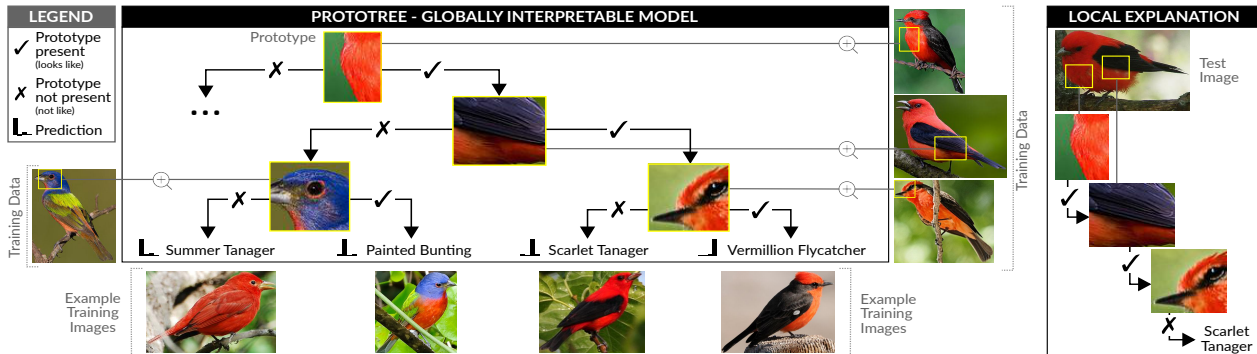 LEGEND
Prototype
present
(looks like)
Prototype
not present
(not like)
Prediction
PROTOTREE - GLOBALLY INTERPRETABLE MODEL
Prototype
...
Summer Tanager
Painted Bunting
Scarlet Tanager
Vermillion Flycatcher
Training Data
Training Data
Example
Training
Images
Example
Training
Images
LOCAL EXPLANATION
Test
Image
Scarlet
Tanager